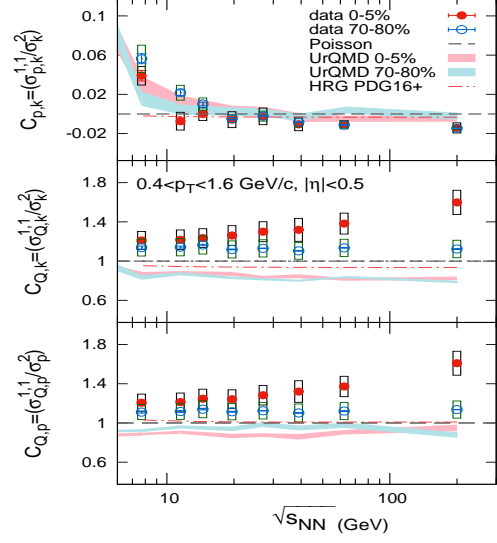 0.1
0.06
0.02
-0.02
C_{p,k}=(σ^{1,1}_{p,k}/σ^2_k)
data 0-5%
data 70-80%
Poisson
UrQMD 0-5%
UrQMD 70-80%
HRG PDG16+
0.4<p_T<1.6 GeV/c, |η|<0.5
1.8
1.4
1
0.6
C_{Q,k}=(σ^{1,1}_{Q,k}/σ^2_k)
1.8
1.4
1
0.6
C_{Q,p}=(σ^{1,1}_{Q,p}/σ^2_p)
10
100
√s_{NN} (GeV)